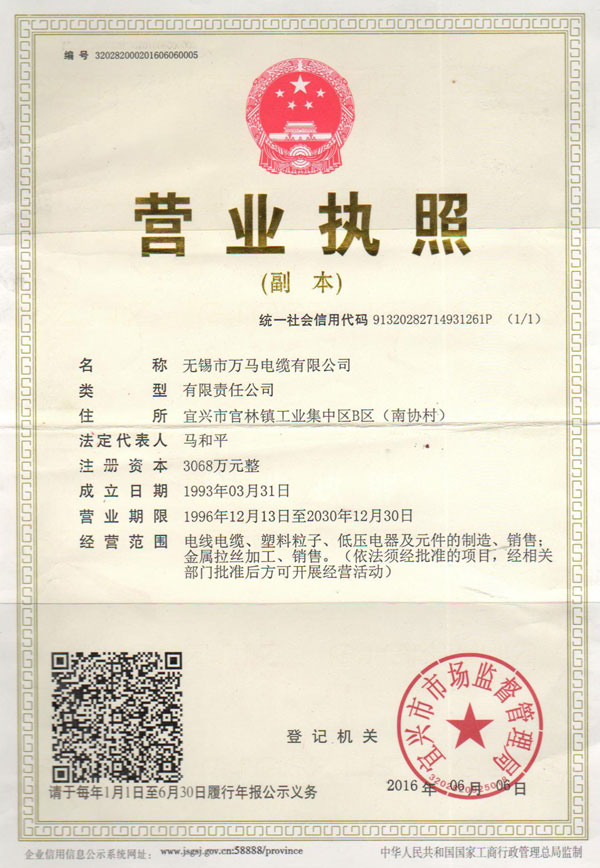 编 号 320282000201606060005
营业执照
(副 本)
统一社会信用代码 91320282714931261P (1/1)
名 称 无锡市万马电缆有限公司
类 型 有限责任公司
住 所 宜兴市官林镇工业集中区B区（南协村）
法定代表人 马和平
注 册 资 本 3068万元整
成 立 日 期 1993年03月31日
营 业 期 限 1996年12月13日至2030年12月30日
经 营 范 围 电线电缆、塑料粒子、低压电器及元件的制造、销售；
金属拉丝加工、销售。（依法须经批准的项目，经相关
部门批准后方可开展经营活动）
宜兴市市场监督管理局
登 记 机 关
2016 年 06 月 06 日
请于每年1月1日至6月30日履行年报公示义务
企业信用信息公示系统网址： www.jsgsj.gov.cn:58888/province
中华人民共和国国家工商行政管理总局监制